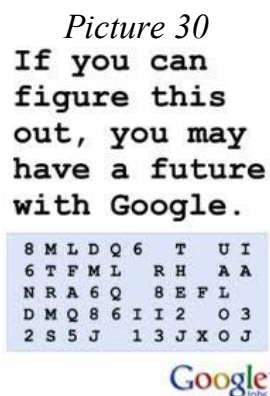 Picture 30
If you can
figure this
out, you may
have a future
with Google.
8 M L D Q 6 T U I
6 T F M L R H A A
N R A 6 Q 8 E F L
D M Q 8 6 I I 2 O 3
2 S 5 J 1 3 J X O J
Google
Jobs